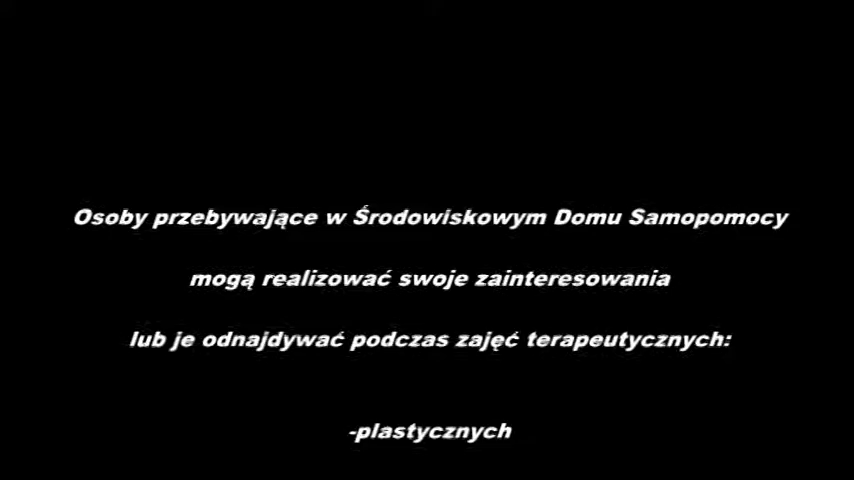 Osoby przebywające w Środowiskowym Domu Samopomocy
mogą realizować swoje zainteresowania
lub je odnajdywać podczas zajęć terapeutycznych:
-plastycznych